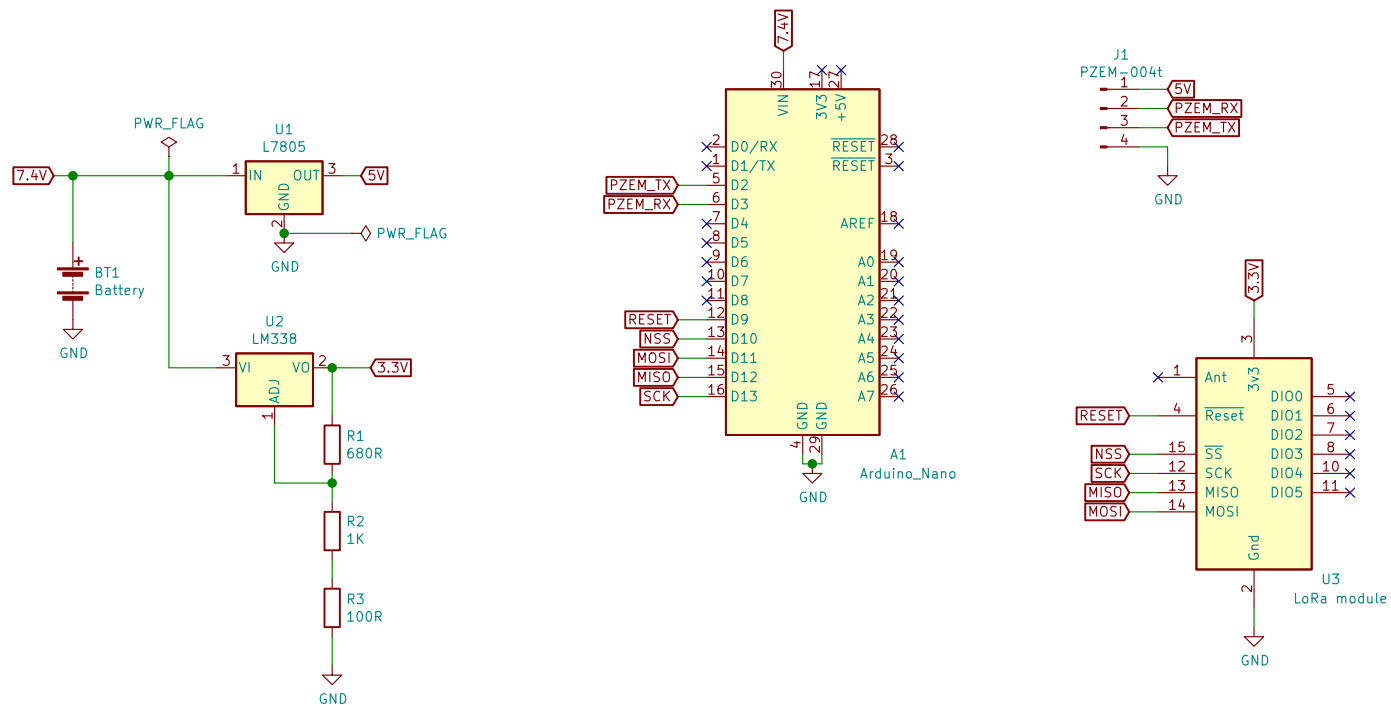 PWR_FLAG
7.4V
U1
L7805
1
IN
OUT
3
GND
2
5V
PWR_FLAG
GND
+
BT1
Battery
GND
U2
LM338
3
VI
VO
2
ADJ
1
3.3V
R1
680R
R2
1K
R3
100R
GND
7.4V
30
17
27
VIN
3V3
+5V
2
D0/RX
1
D1/TX
PZEM_TX
5
D2
PZEM_RX
6
D3
7
D4
8
D5
9
D6
10
D7
11
D8
RESET
12
D9
NSS
13
D10
MOSI
14
D11
MISO
15
D12
SCK
16
D13
RESET
28
RESET
3
AREF
18
A0
19
A1
20
A2
21
A3
22
A4
23
A5
24
A6
25
A7
26
GND
GND
4
29
A1
Arduino_Nano
GND
J1
PZEM-004t
1
5V
2
PZEM_RX
3
PZEM_TX
4
GND
3.3V
3
3v3
1
Ant
RESET
4
Reset
NSS
15
SS
SCK
12
SCK
MISO
13
MISO
MOSI
14
MOSI
DIO0
5
DIO1
6
DIO2
7
DIO3
8
DIO4
10
DIO5
11
Gnd
2
U3
LoRa module
GND